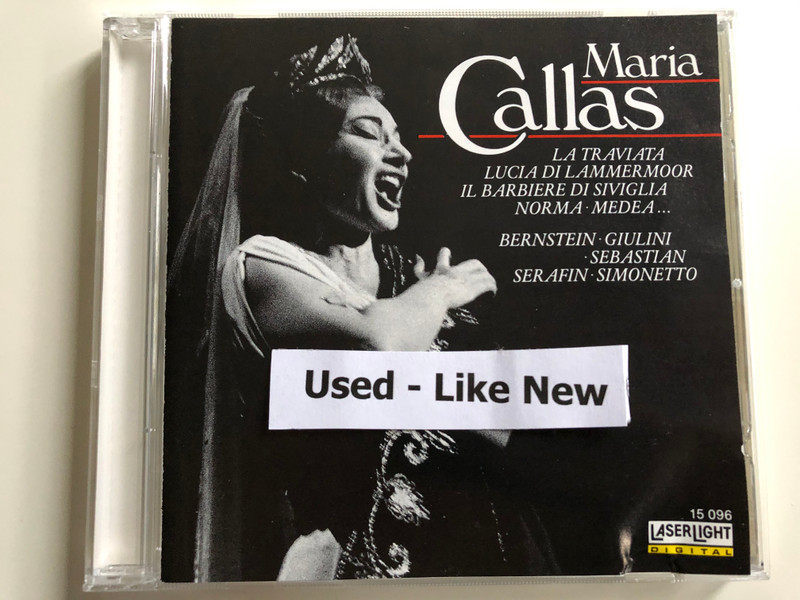 Maria
Callas
LA TRAVIATA
LUCIA DI LAMMERMOOR
IL BARBIERE DI SIVIGLIA
NORMA · MEDEA...
BERNSTEIN · GIULINI
· SEBASTIAN
SERAFIN · SIMONETTO
Used - Like New
15 096
LASERLIGHT
DIGITAL